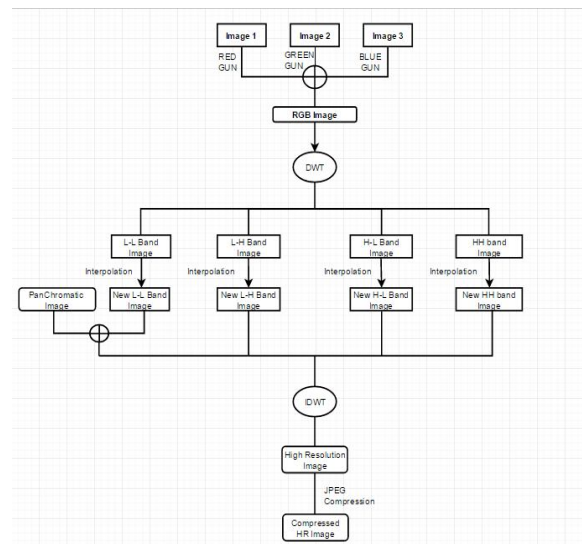 Image 1
Image 2
Image 3
RED
GUN
GREEN
GUN
BLUE
GUN
RGB Image
DWT
L-L Band
Image
L-H Band
Image
H-L Band
Image
HH band
Image
Interpolation
Interpolation
Interpolation
Interpolation
PanChromatic
Image
New L-L Band
Image
New L-H Band
Image
New H-L Band
Image
New HH band
Image
IDWT
High Resolution
Image
JPEG
Compression
Compressed
HR Image